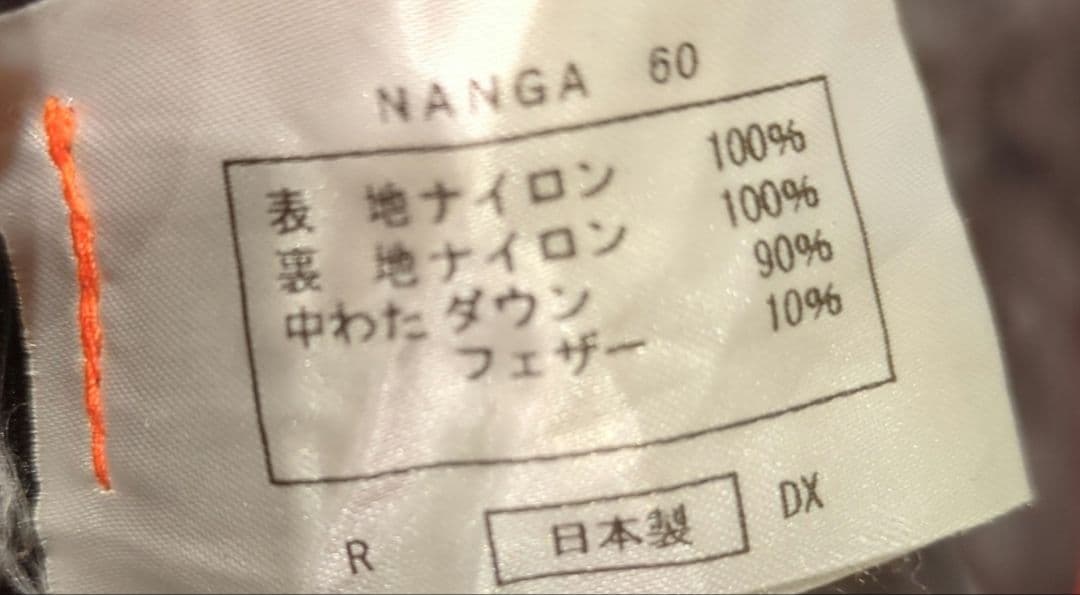 NANGA 60
表 地ナイロン 100%
裏 地ナイロン 100%
中わた ダウン 90%
フェザー 10%
R 日本製 DX